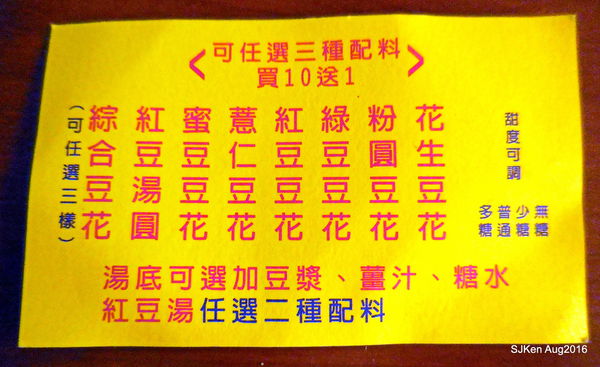 〈可任選三種配料〉
買10送1
甜度可調
無糖
少糖
普通
多糖
花生豆花
粉圓豆花
綠豆豆花
紅豆豆花
薏仁豆花
蜜豆豆花
紅豆湯圓
綜合豆花
(可任選三樣)
湯底可選加豆漿、薑汁、糖水
紅豆湯任選二種配料
SJKen Aug2016